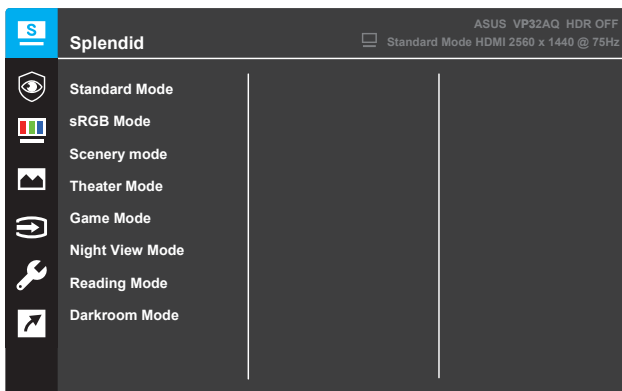 S
ASUS VP32AQ HDR OFF
Splendid
Standard Mode HDMI 2560 x 1440 @ 75Hz
Standard Mode
sRGB Mode
Scenery mode
Theater Mode
Game Mode
Night View Mode
Reading Mode
Darkroom Mode